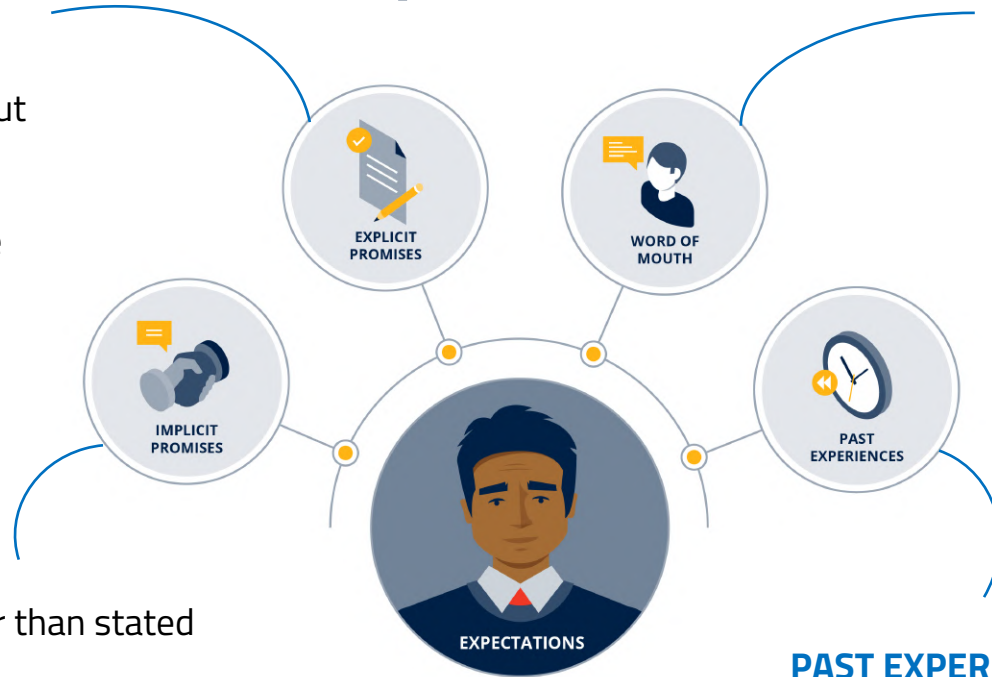 ut
EXPLICIT
PROMISES
WORD OF
MOUTH
IMPLICIT
PROMISES
PAST
EXPERIENCES
r than stated
EXPECTATIONS
PAST EXPER